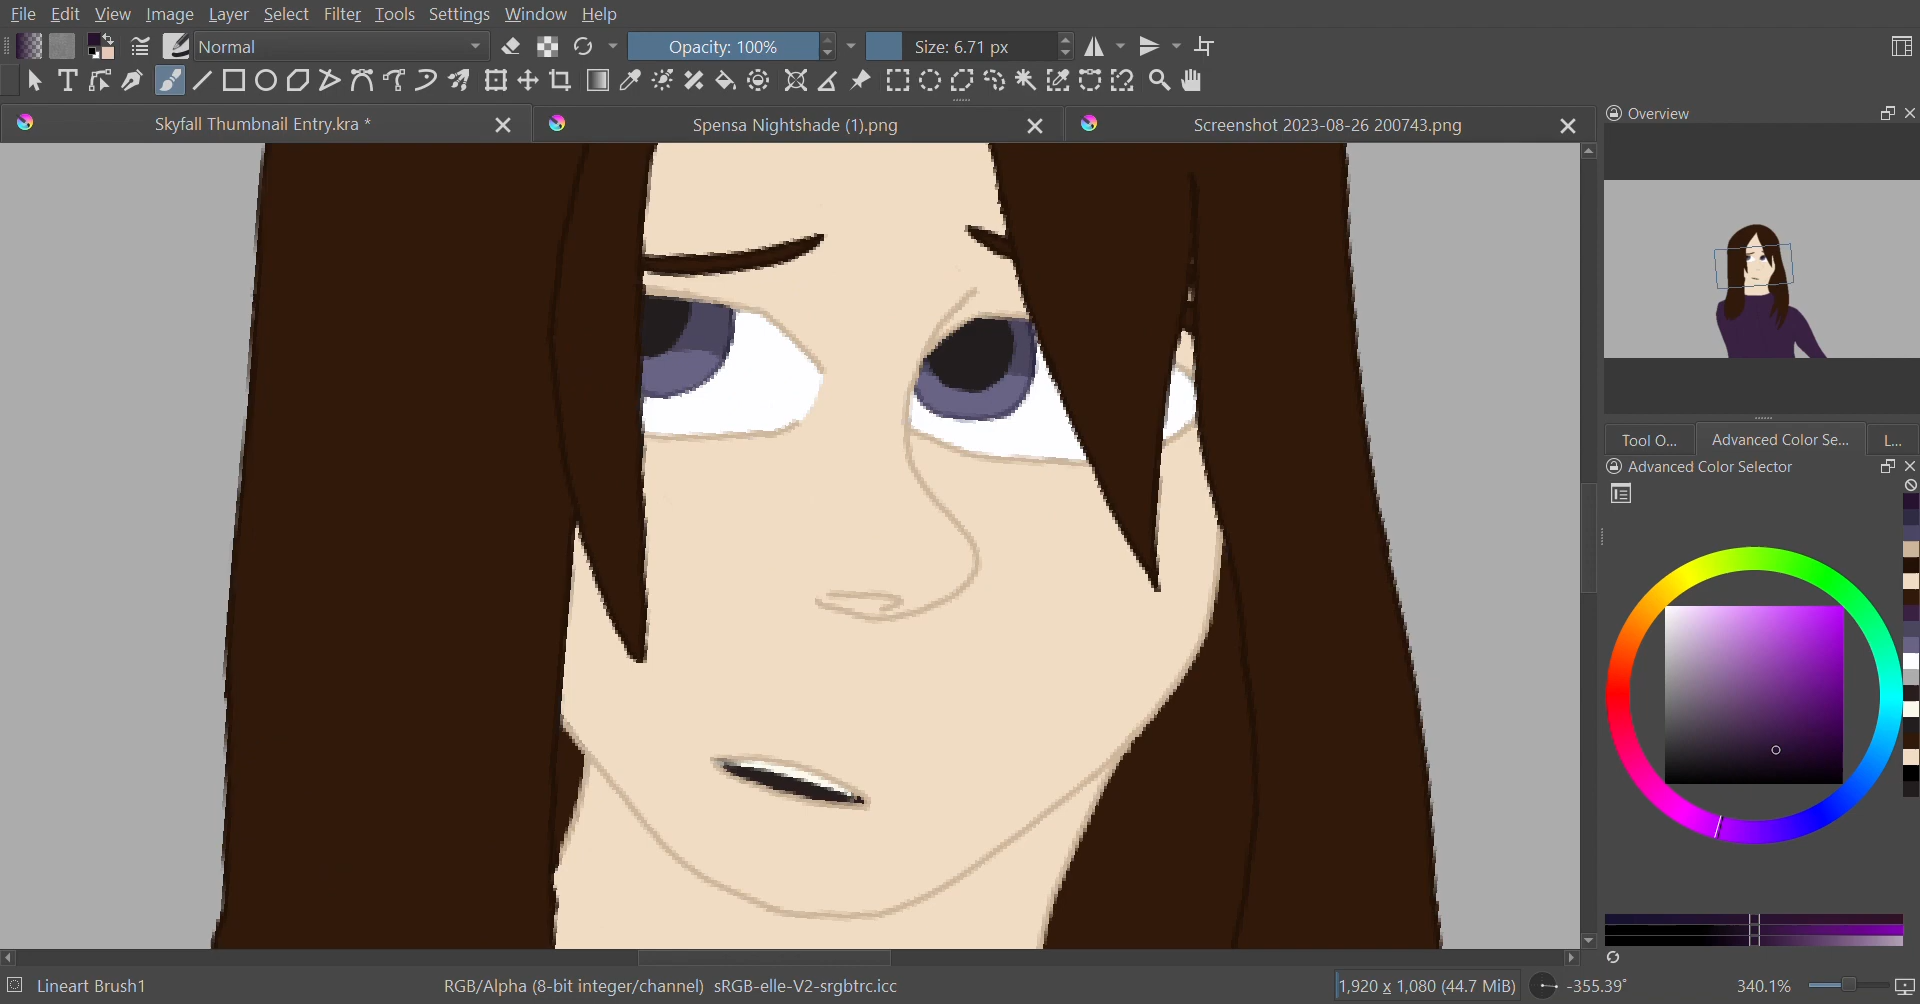 File Edit View Image Layer Select Filter Tools Settings Window Help
Normal Opacity: 100% Size: 6.71 px
Skyfall Thumbnail Entry.kra * Spensa Nightshade (1).png Screenshot 2023-08-26 200743.png
Overview
Tool O... Advanced Color Se... L...
Advanced Color Selector
Lineart Brush1 RGB/Alpha (8-bit integer/channel) sRGB-elle-V2-srgbtrc.icc 1,920 x 1,080 (44.7 MiB) -355.39° 340.1%